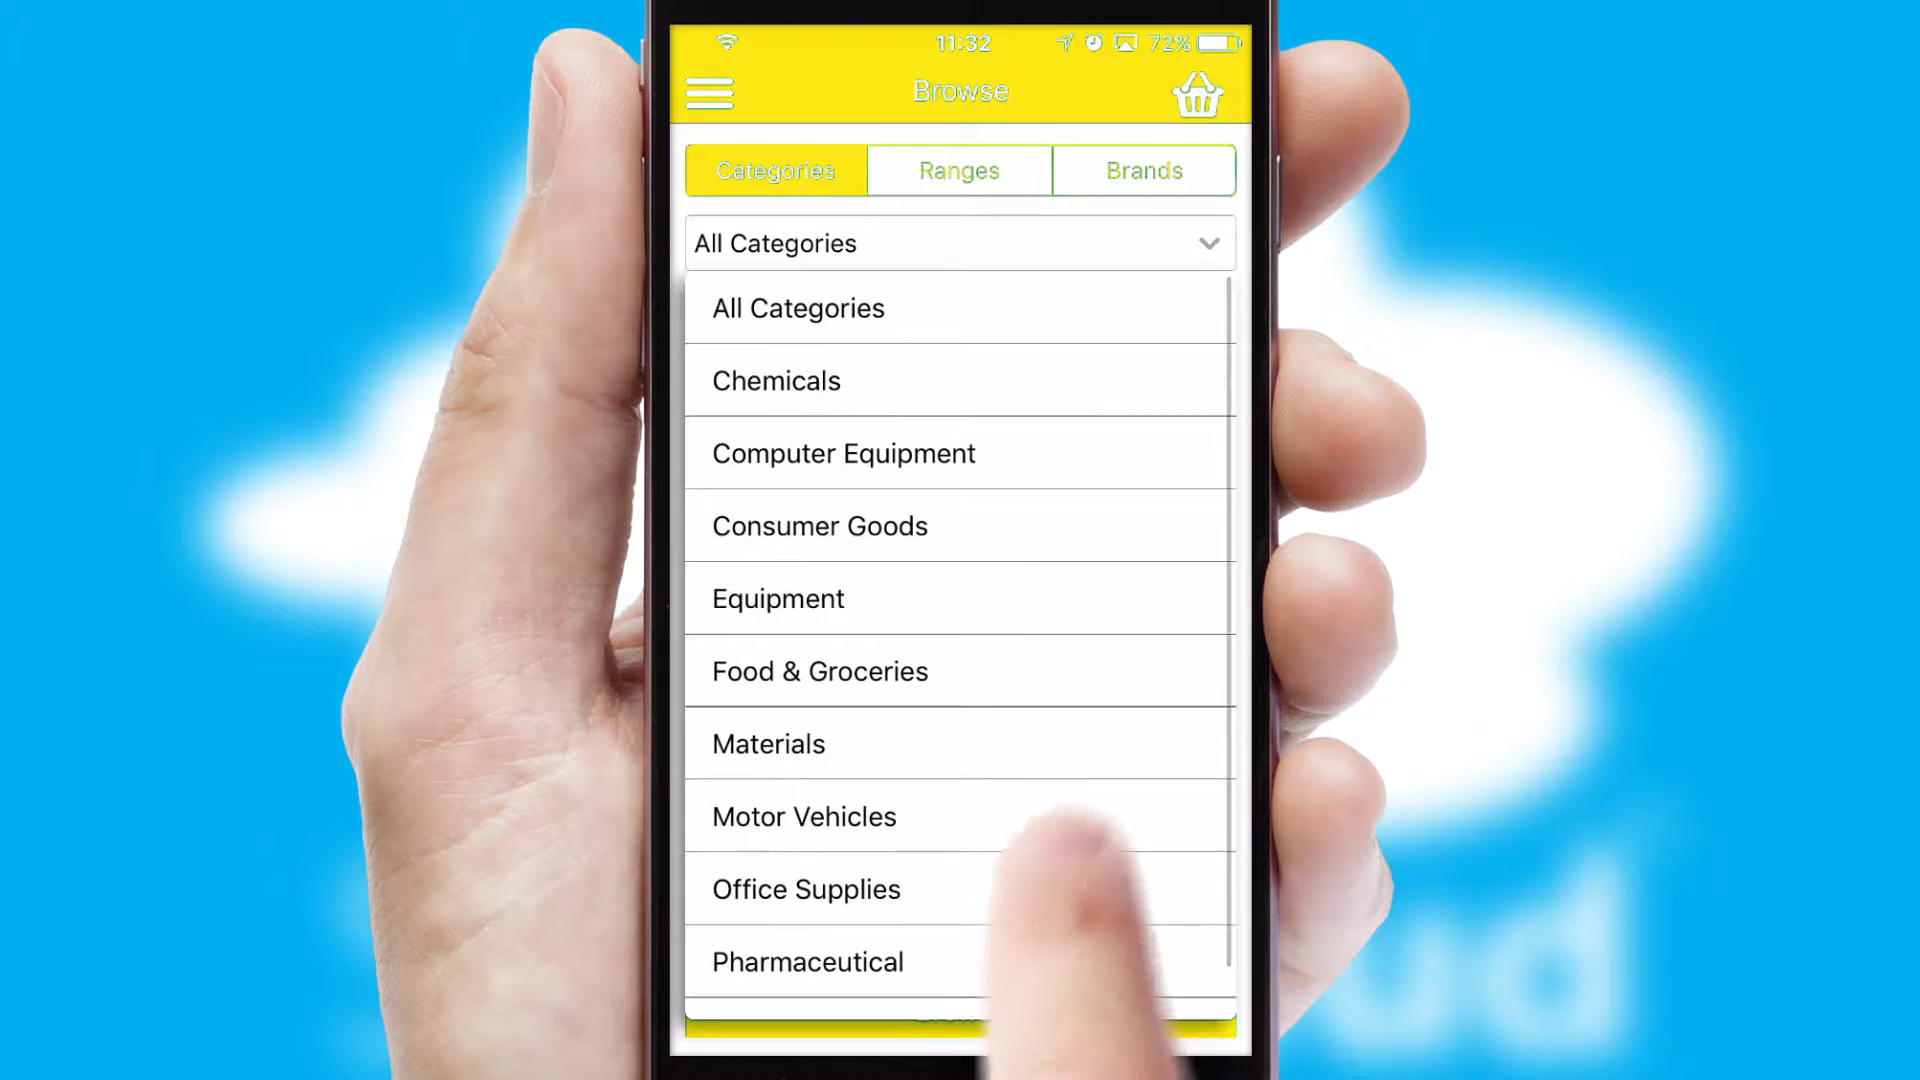 11:32
72%
Browse
Categories
Ranges
Brands
All Categories
All Categories
Chemicals
Computer Equipment
Consumer Goods
Equipment
Food & Groceries
Materials
Motor Vehicles
Office Supplies
Pharmaceutical